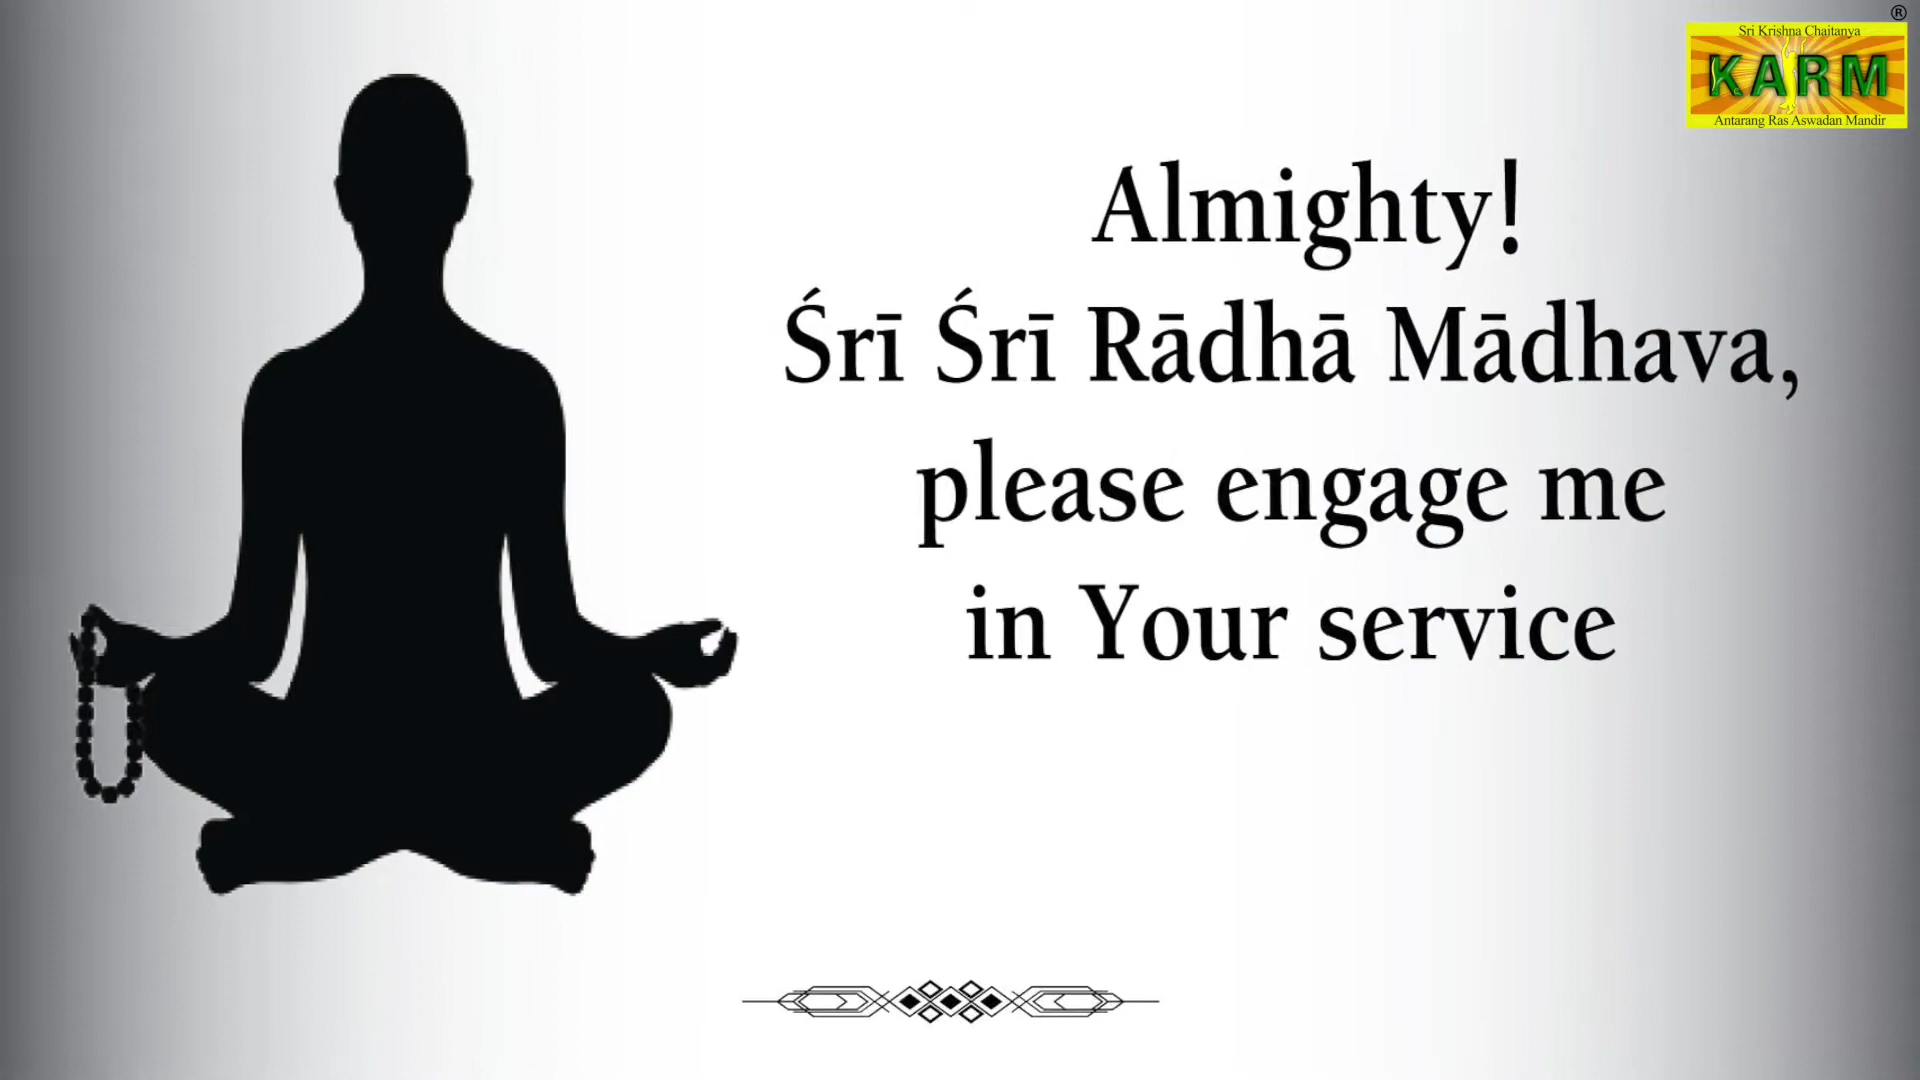 ®
Sri Krishna Chaitanya
KARM
Antarang Ras Aswadan Mandir
Almighty!
Śrī Śrī Rādhā Mādhava,
please engage me
in Your service